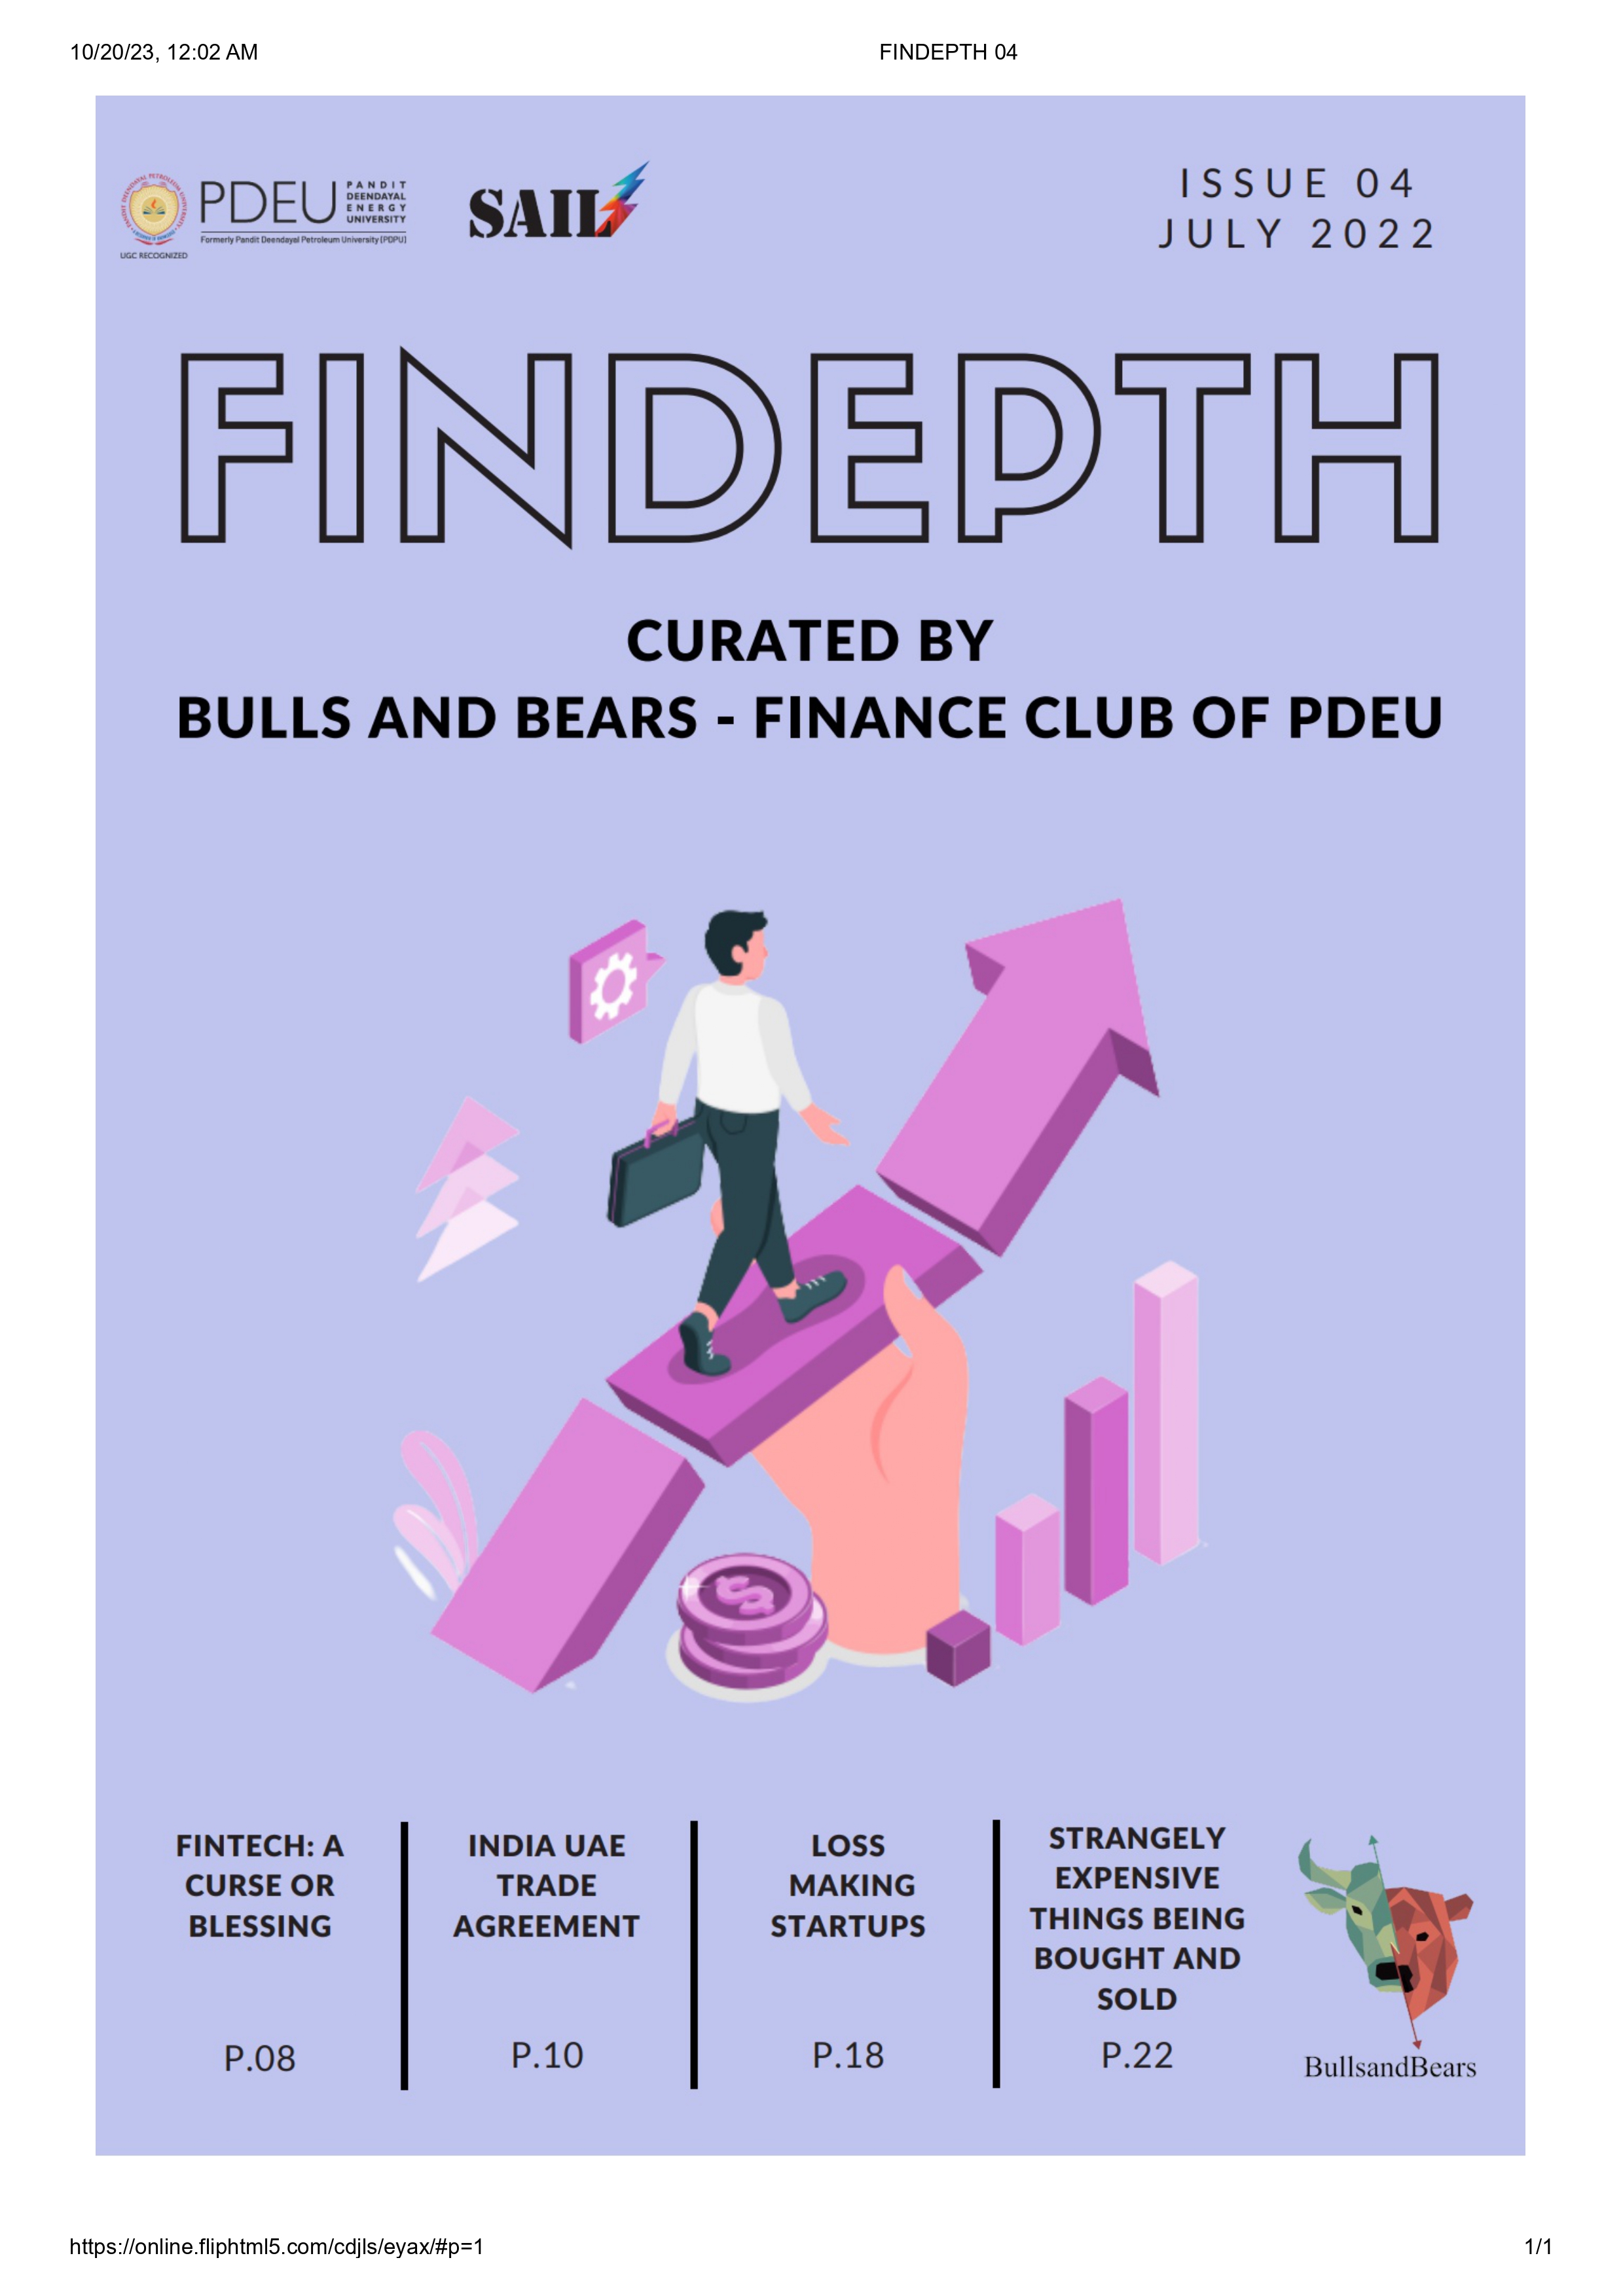 10/20/23, 12:02 AM
FINDEPTH 04
PDEU
PANDIT
DEENDAYAL
ENERGY
UNIVERSITY
Formerly Pandit Deendayal Petroleum University (PDPU)
UGC RECOGNIZED
SAIL
ISSUE 04
JULY 2022
FINDEPTH
CURATED BY
BULLS AND BEARS - FINANCE CLUB OF PDEU
FINTECH: A
CURSE OR
BLESSING
P.08
INDIA UAE
TRADE
AGREEMENT
P.10
LOSS
MAKING
STARTUPS
P.18
STRANGELY
EXPENSIVE
THINGS BEING
BOUGHT AND
SOLD
P.22
BullsandBears
https://online.fliphtml5.com/cdjls/eyax/#p=1
1/1